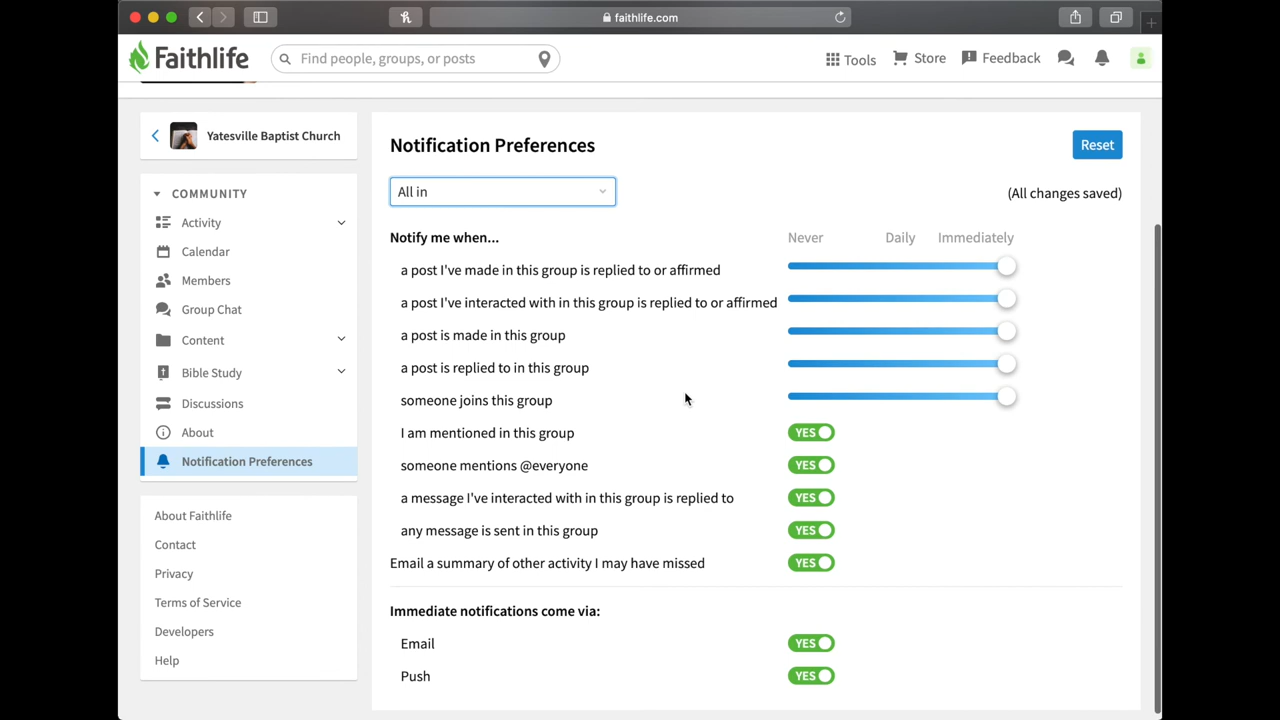 faithlife.com
Faithlife
Find people, groups, or posts
Tools
Store
Feedback
Yatesville Baptist Church
COMMUNITY
Activity
Calendar
Members
Group Chat
Content
Bible Study
Discussions
About
Notification Preferences
About Faithlife
Contact
Privacy
Terms of Service
Developers
Help
Notification Preferences
Reset
All in
(All changes saved)
Notify me when... Never Daily Immediately
a post I've made in this group is replied to or affirmed
a post I've interacted with in this group is replied to or affirmed
a post is made in this group
a post is replied to in this group
someone joins this group
I am mentioned in this group YES
someone mentions @everyone YES
a message I've interacted with in this group is replied to YES
any message is sent in this group YES
Email a summary of other activity I may have missed YES
Immediate notifications come via:
Email YES
Push YES